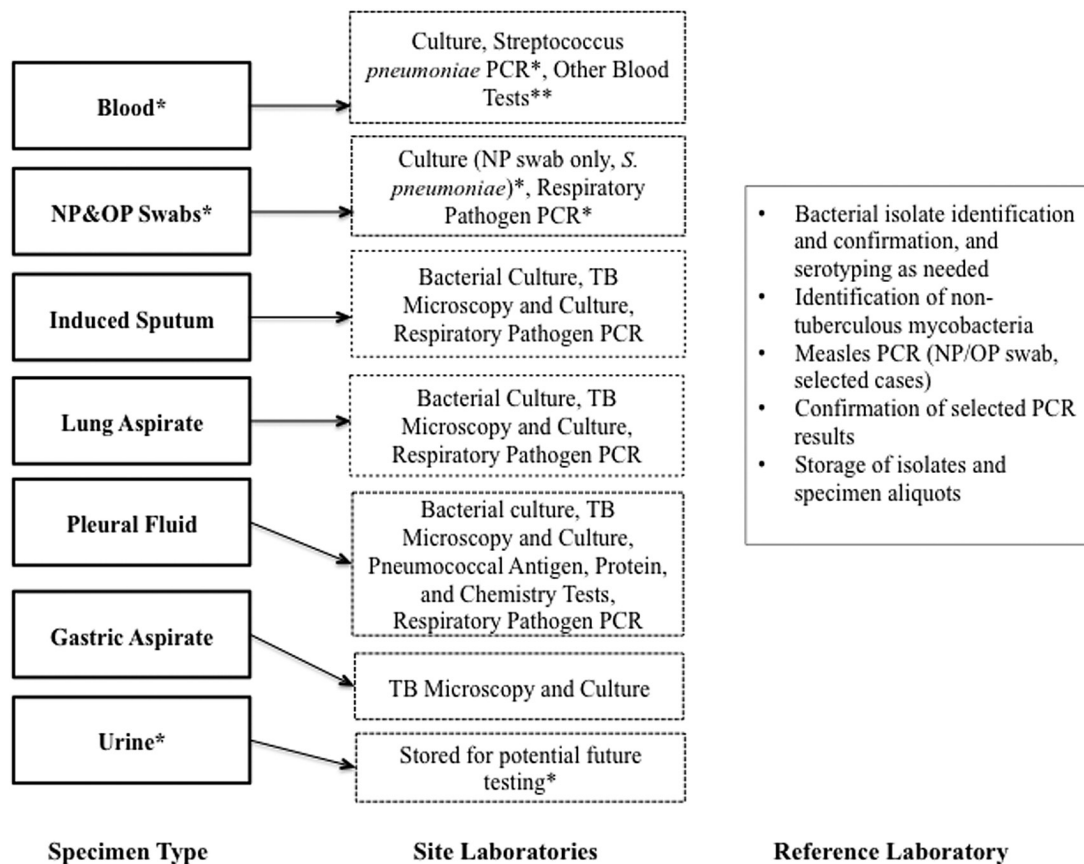 Blood*
Culture, Streptococcus
pneumoniae PCR*, Other Blood
Tests**
NP&OP Swabs*
Culture (NP swab only, S.
pneumoniae)*, Respiratory
Pathogen PCR*
Induced Sputum
Bacterial Culture, TB
Microscopy and Culture,
Respiratory Pathogen PCR
Lung Aspirate
Bacterial Culture, TB
Microscopy and Culture,
Respiratory Pathogen PCR
Pleural Fluid
Bacterial culture, TB
Microscopy and Culture,
Pneumococcal Antigen, Protein,
and Chemistry Tests,
Respiratory Pathogen PCR
Gastric Aspirate
TB Microscopy and Culture
Urine*
Stored for potential future
testing*
• Bacterial isolate identification
and confirmation, and
serotyping as needed
• Identification of non-
tuberculous mycobacteria
• Measles PCR (NP/OP swab,
selected cases)
• Confirmation of selected PCR
results
• Storage of isolates and
specimen aliquots
Specimen Type
Site Laboratories
Reference Laboratory